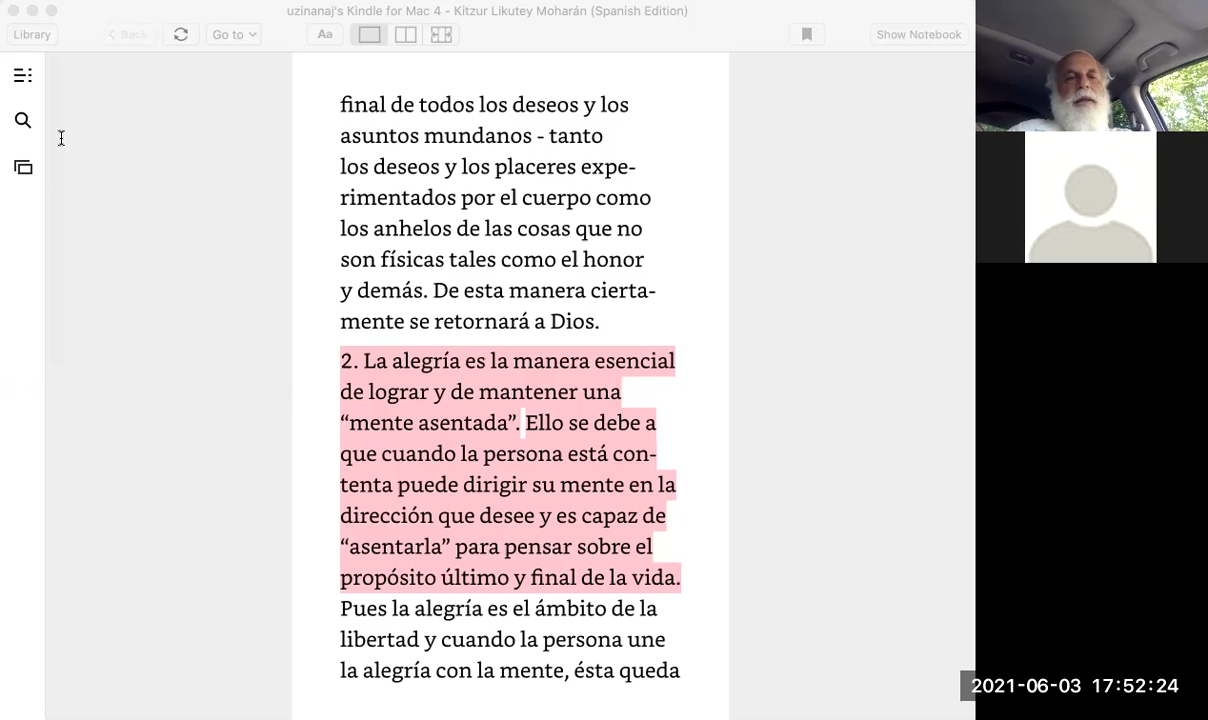 uzinanaj's Kindle for Mac 4 - Kitzur Likutey Moharán (Spanish Edition)
Library
Back
Go to
Aa
Show Notebook
final de todos los deseos y los
asuntos mundanos - tanto
los deseos y los placeres expe-
rimentados por el cuerpo como
los anhelos de las cosas que no
son físicas tales como el honor
y demás. De esta manera cierta-
mente se retornará a Dios.
2. La alegría es la manera esencial
de lograr y de mantener una
“mente asentada”. Ello se debe a
que cuando la persona está con-
tenta puede dirigir su mente en la
dirección que desee y es capaz de
“asentarla” para pensar sobre el
propósito último y final de la vida.
Pues la alegría es el ámbito de la
libertad y cuando la persona une
la alegría con la mente, ésta queda
2021-06-03 17:52:24